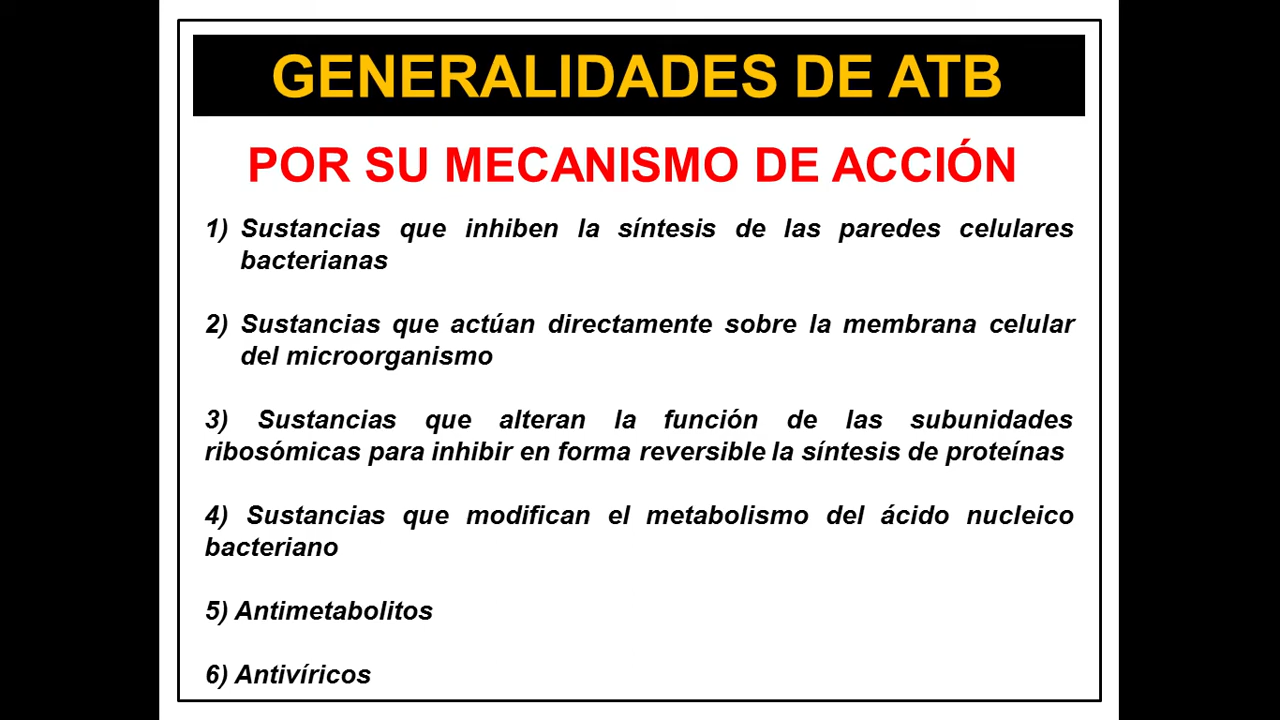 GENERALIDADES DE ATB
POR SU MECANISMO DE ACCIÓN
1) Sustancias que inhiben la síntesis de las paredes celulares
bacterianas
2) Sustancias que actúan directamente sobre la membrana celular
del microorganismo
3) Sustancias que alteran la función de las subunidades
ribosómicas para inhibir en forma reversible la síntesis de proteínas
4) Sustancias que modifican el metabolismo del ácido nucleico
bacteriano
5) Antimetabolitos
6) Antivíricos